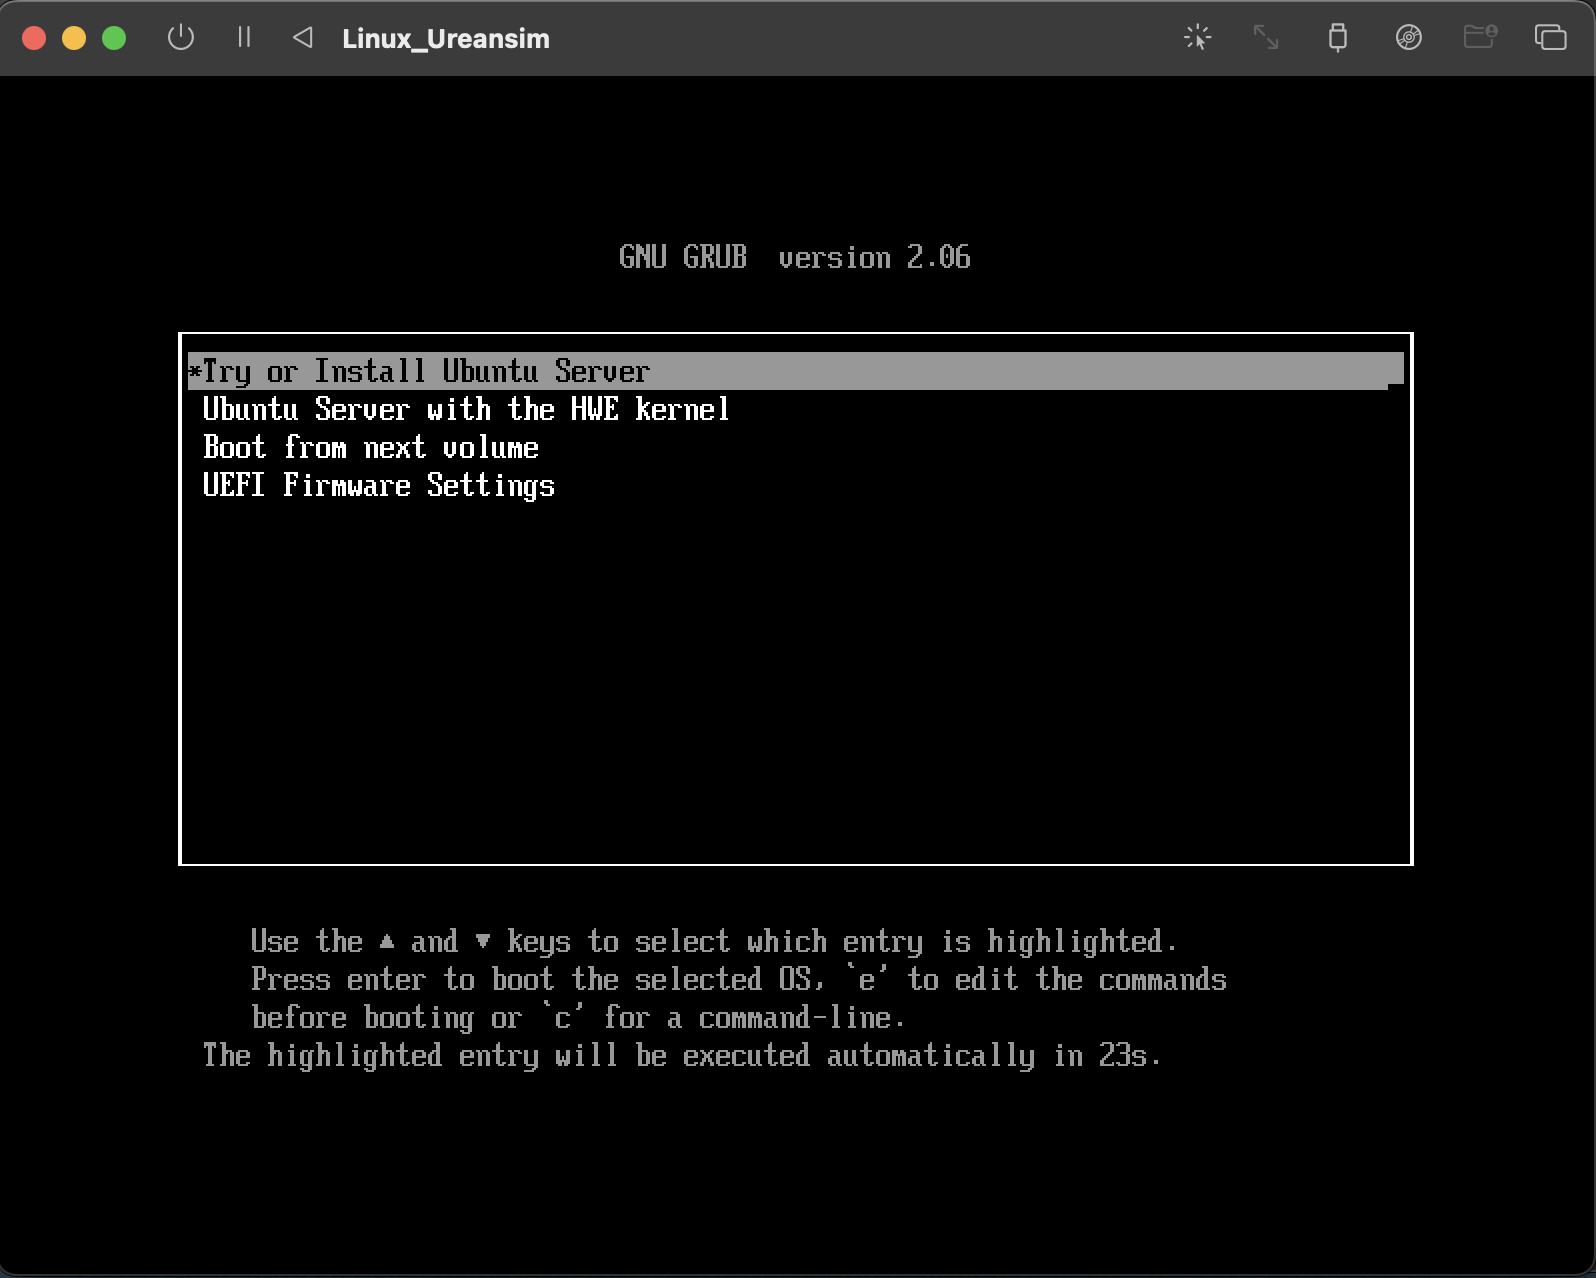 Linux_Ureansim
GNU GRUB  version 2.06
*Try or Install Ubuntu Server
Ubuntu Server with the HWE kernel
Boot from next volume
UEFI Firmware Settings
Use the ▲ and ▼ keys to select which entry is highlighted.
Press enter to boot the selected OS, `e' to edit the commands
before booting or `c' for a command-line.
The highlighted entry will be executed automatically in 23s.